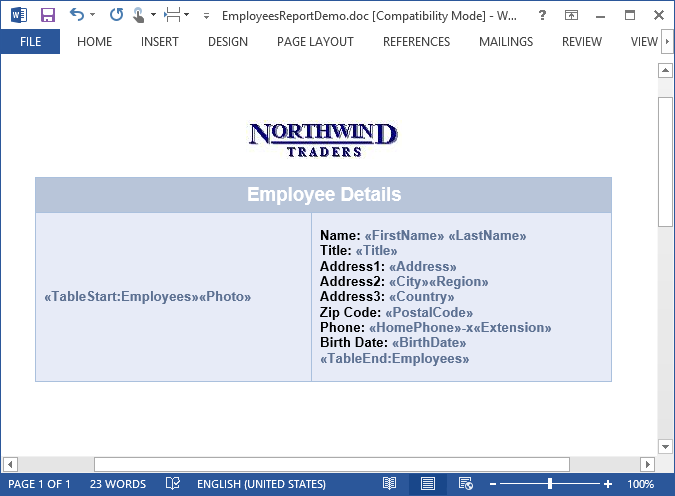 EmployeesReportDemo.doc [Compatibility Mode] - W...
FILE HOME INSERT DESIGN PAGE LAYOUT REFERENCES MAILINGS REVIEW VIEW
NORTHWIND
TRADERS
Employee Details
«TableStart:Employees»«Photo»
Name: «FirstName» «LastName»
Title: «Title»
Address1: «Address»
Address2: «City»«Region»
Address3: «Country»
Zip Code: «PostalCode»
Phone: «HomePhone»-x«Extension»
Birth Date: «BirthDate»
«TableEnd:Employees»
PAGE 1 OF 1 23 WORDS ENGLISH (UNITED STATES) 100%